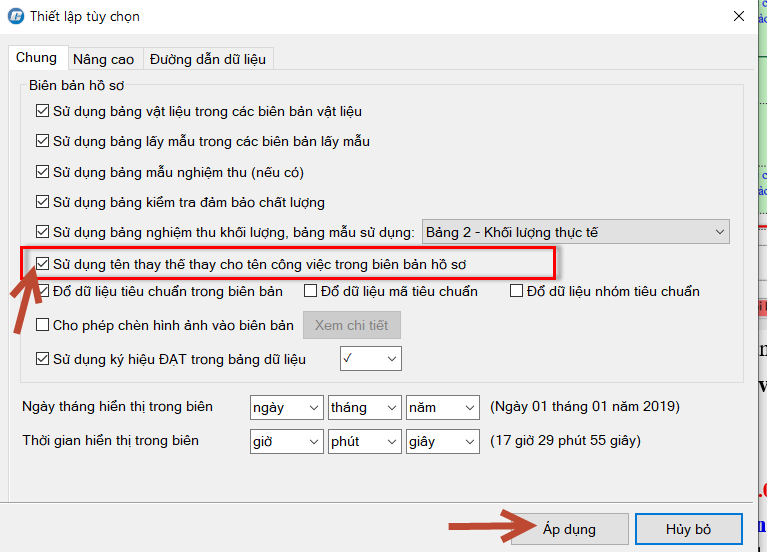 Thiết lập tùy chọn
Chung Nâng cao Đường dẫn dữ liệu
Biên bản hồ sơ
Sử dụng bảng vật liệu trong các biên bản vật liệu
Sử dụng bảng lấy mẫu trong các biên bản lấy mẫu
Sử dụng bảng mẫu nghiệm thu (nếu có)
Sử dụng bảng kiểm tra đảm bảo chất lượng
Sử dụng bảng nghiệm thu khối lượng, bảng mẫu sử dụng: Bảng 2 - Khối lượng thực tế
Sử dụng tên thay thế thay cho tên công việc trong biên bản hồ sơ
Đổ dữ liệu tiêu chuẩn trong biên bản Đổ dữ liệu mã tiêu chuẩn Đổ dữ liệu nhóm tiêu chuẩn
Cho phép chèn hình ảnh vào biên bản Xem chi tiết
Sử dụng ký hiệu ĐẠT trong bảng dữ liệu ✓
Ngày tháng hiển thị trong biên ngày tháng năm (Ngày 01 tháng 01 năm 2019)
Thời gian hiển thị trong biên giờ phút giây (17 giờ 29 phút 55 giây)
Áp dụng Hủy bỏ